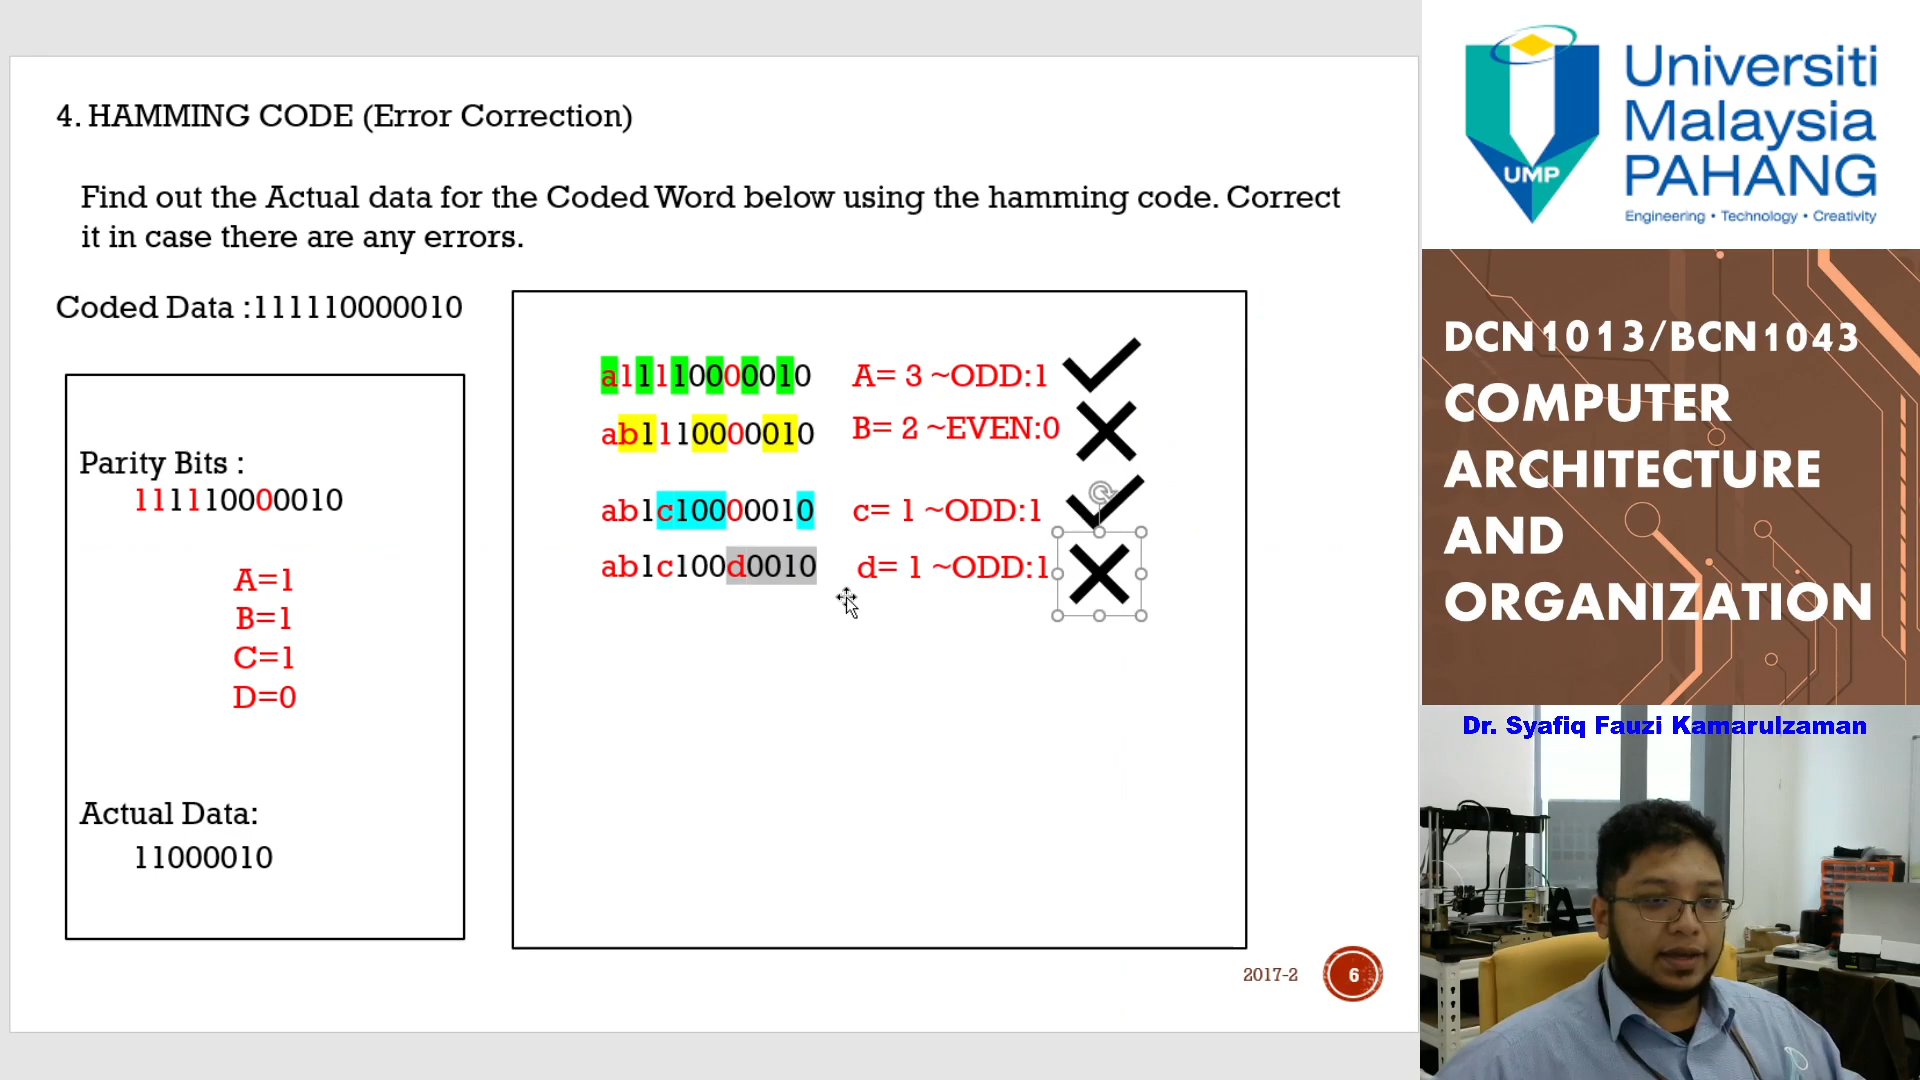 4. HAMMING CODE (Error Correction)
Find out the Actual data for the Coded Word below using the hamming code. Correct
it in case there are any errors.
Coded Data :111110000010
Parity Bits :
111110000010
A=1
B=1
C=1
D=0
Actual Data:
11000010
a11110000010 A= 3 ~ODD:1
ab1110000010 B= 2 ~EVEN:0
ab1c10000010 c= 1 ~ODD:1
ab1c100d0010 d= 1 ~ODD:1
2017-2
6
UMP
Universiti
Malaysia
PAHANG
Engineering • Technology • Creativity
DCN1013/BCN1043
COMPUTER
ARCHITECTURE
AND
ORGANIZATION
Dr. Syafiq Fauzi Kamarulzaman